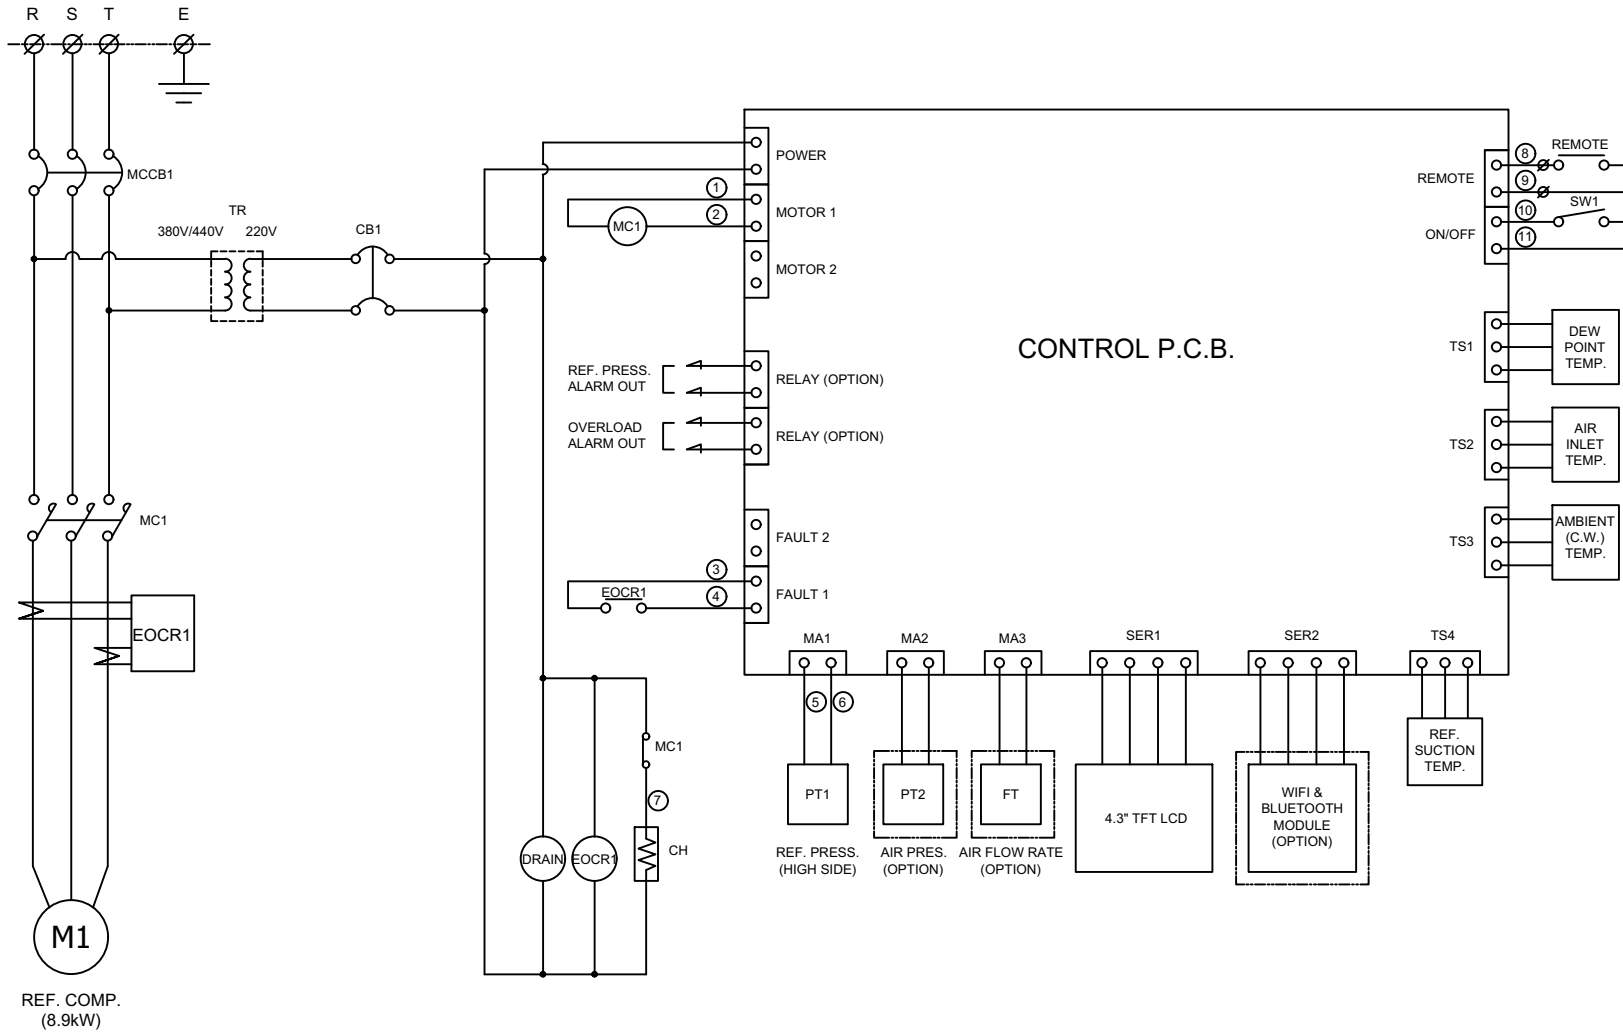 R S T E
MCCB1
TR
380V/440V 220V
CB1
MC1
EOCR1
M1
REF. COMP.
(8.9kW)
POWER
1
2
MC1
MOTOR 1
MOTOR 2
REF. PRESS.
ALARM OUT
RELAY (OPTION)
OVERLOAD
ALARM OUT
RELAY (OPTION)
FAULT 2
3
EOCR1
4
FAULT 1
MC1
7
DRAIN
EOCR1
CH
CONTROL P.C.B.
REMOTE
8
REMOTE
9
ON/OFF
10
SW1
11
TS1
DEW
POINT
TEMP.
TS2
AIR
INLET
TEMP.
TS3
AMBIENT
(C.W.)
TEMP.
MA1
5 6
PT1
REF. PRESS.
(HIGH SIDE)
MA2
PT2
AIR PRES.
(OPTION)
MA3
FT
AIR FLOW RATE
(OPTION)
SER1
4.3" TFT LCD
SER2
WIFI &
BLUETOOTH
MODULE
(OPTION)
TS4
REF.
SUCTION
TEMP.